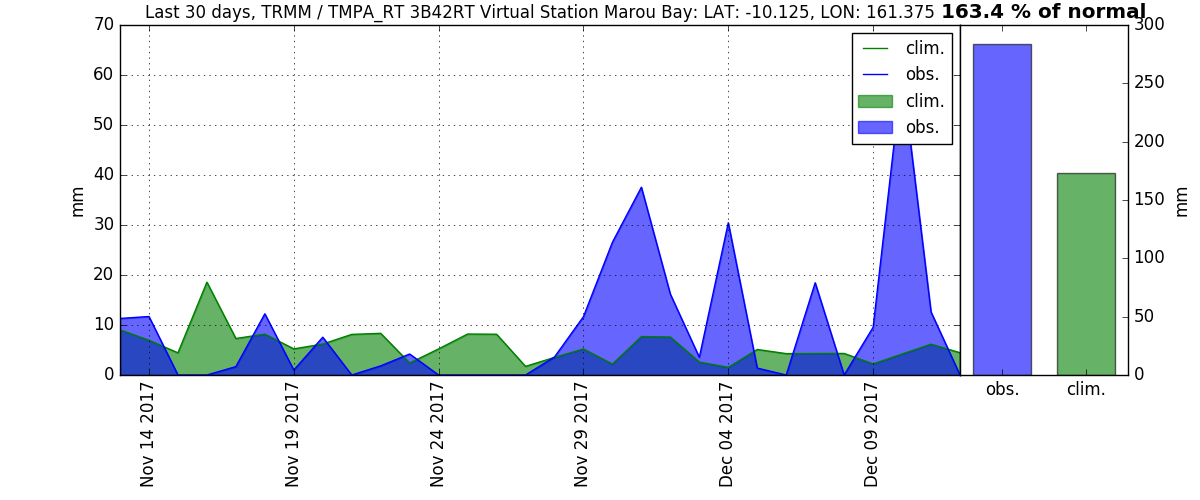 Last 30 days, TRMM / TMPA_RT 3B42RT Virtual Station Marou Bay: LAT: -10.125, LON: 161.375 163.4 % of normal
70
60
50
40
30
20
10
0
mm
clim.
obs.
clim.
obs.
Nov 14 2017
Nov 19 2017
Nov 24 2017
Nov 29 2017
Dec 04 2017
Dec 09 2017
300
250
200
150
100
50
0
mm
obs. clim.